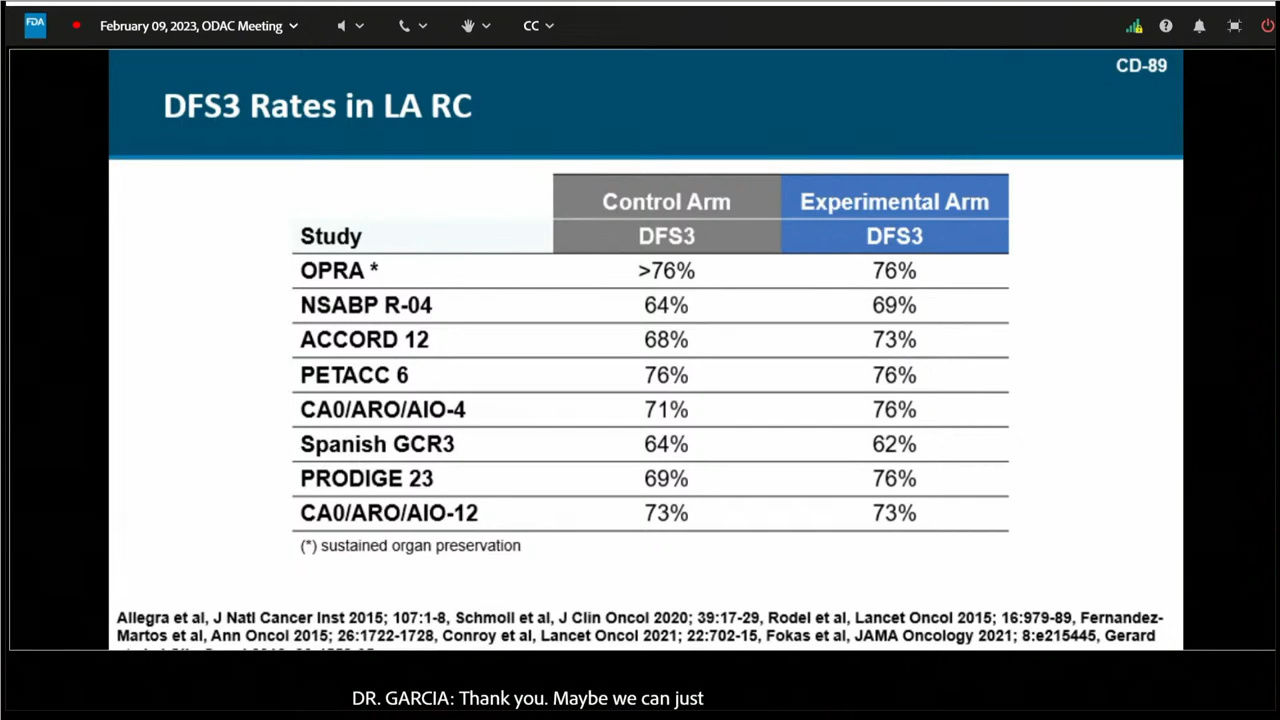 FDA February 09, 2023, ODAC Meeting CC
CD-89
DFS3 Rates in LA RC
Control Arm Experimental Arm
Study DFS3 DFS3
OPRA * >76% 76%
NSABP R-04 64% 69%
ACCORD 12 68% 73%
PETACC 6 76% 76%
CA0/ARO/AIO-4 71% 76%
Spanish GCR3 64% 62%
PRODIGE 23 69% 76%
CA0/ARO/AIO-12 73% 73%
(*) sustained organ preservation
Allegra et al, J Natl Cancer Inst 2015; 107:1-8, Schmoll et al, J Clin Oncol 2020; 39:17-29, Rodel et al, Lancet Oncol 2015; 16:979-89, Fernandez-
Martos et al, Ann Oncol 2015; 26:1722-1728, Conroy et al, Lancet Oncol 2021; 22:702-15, Fokas et al, JAMA Oncology 2021; 8:e215445, Gerard
DR. GARCIA: Thank you. Maybe we can just